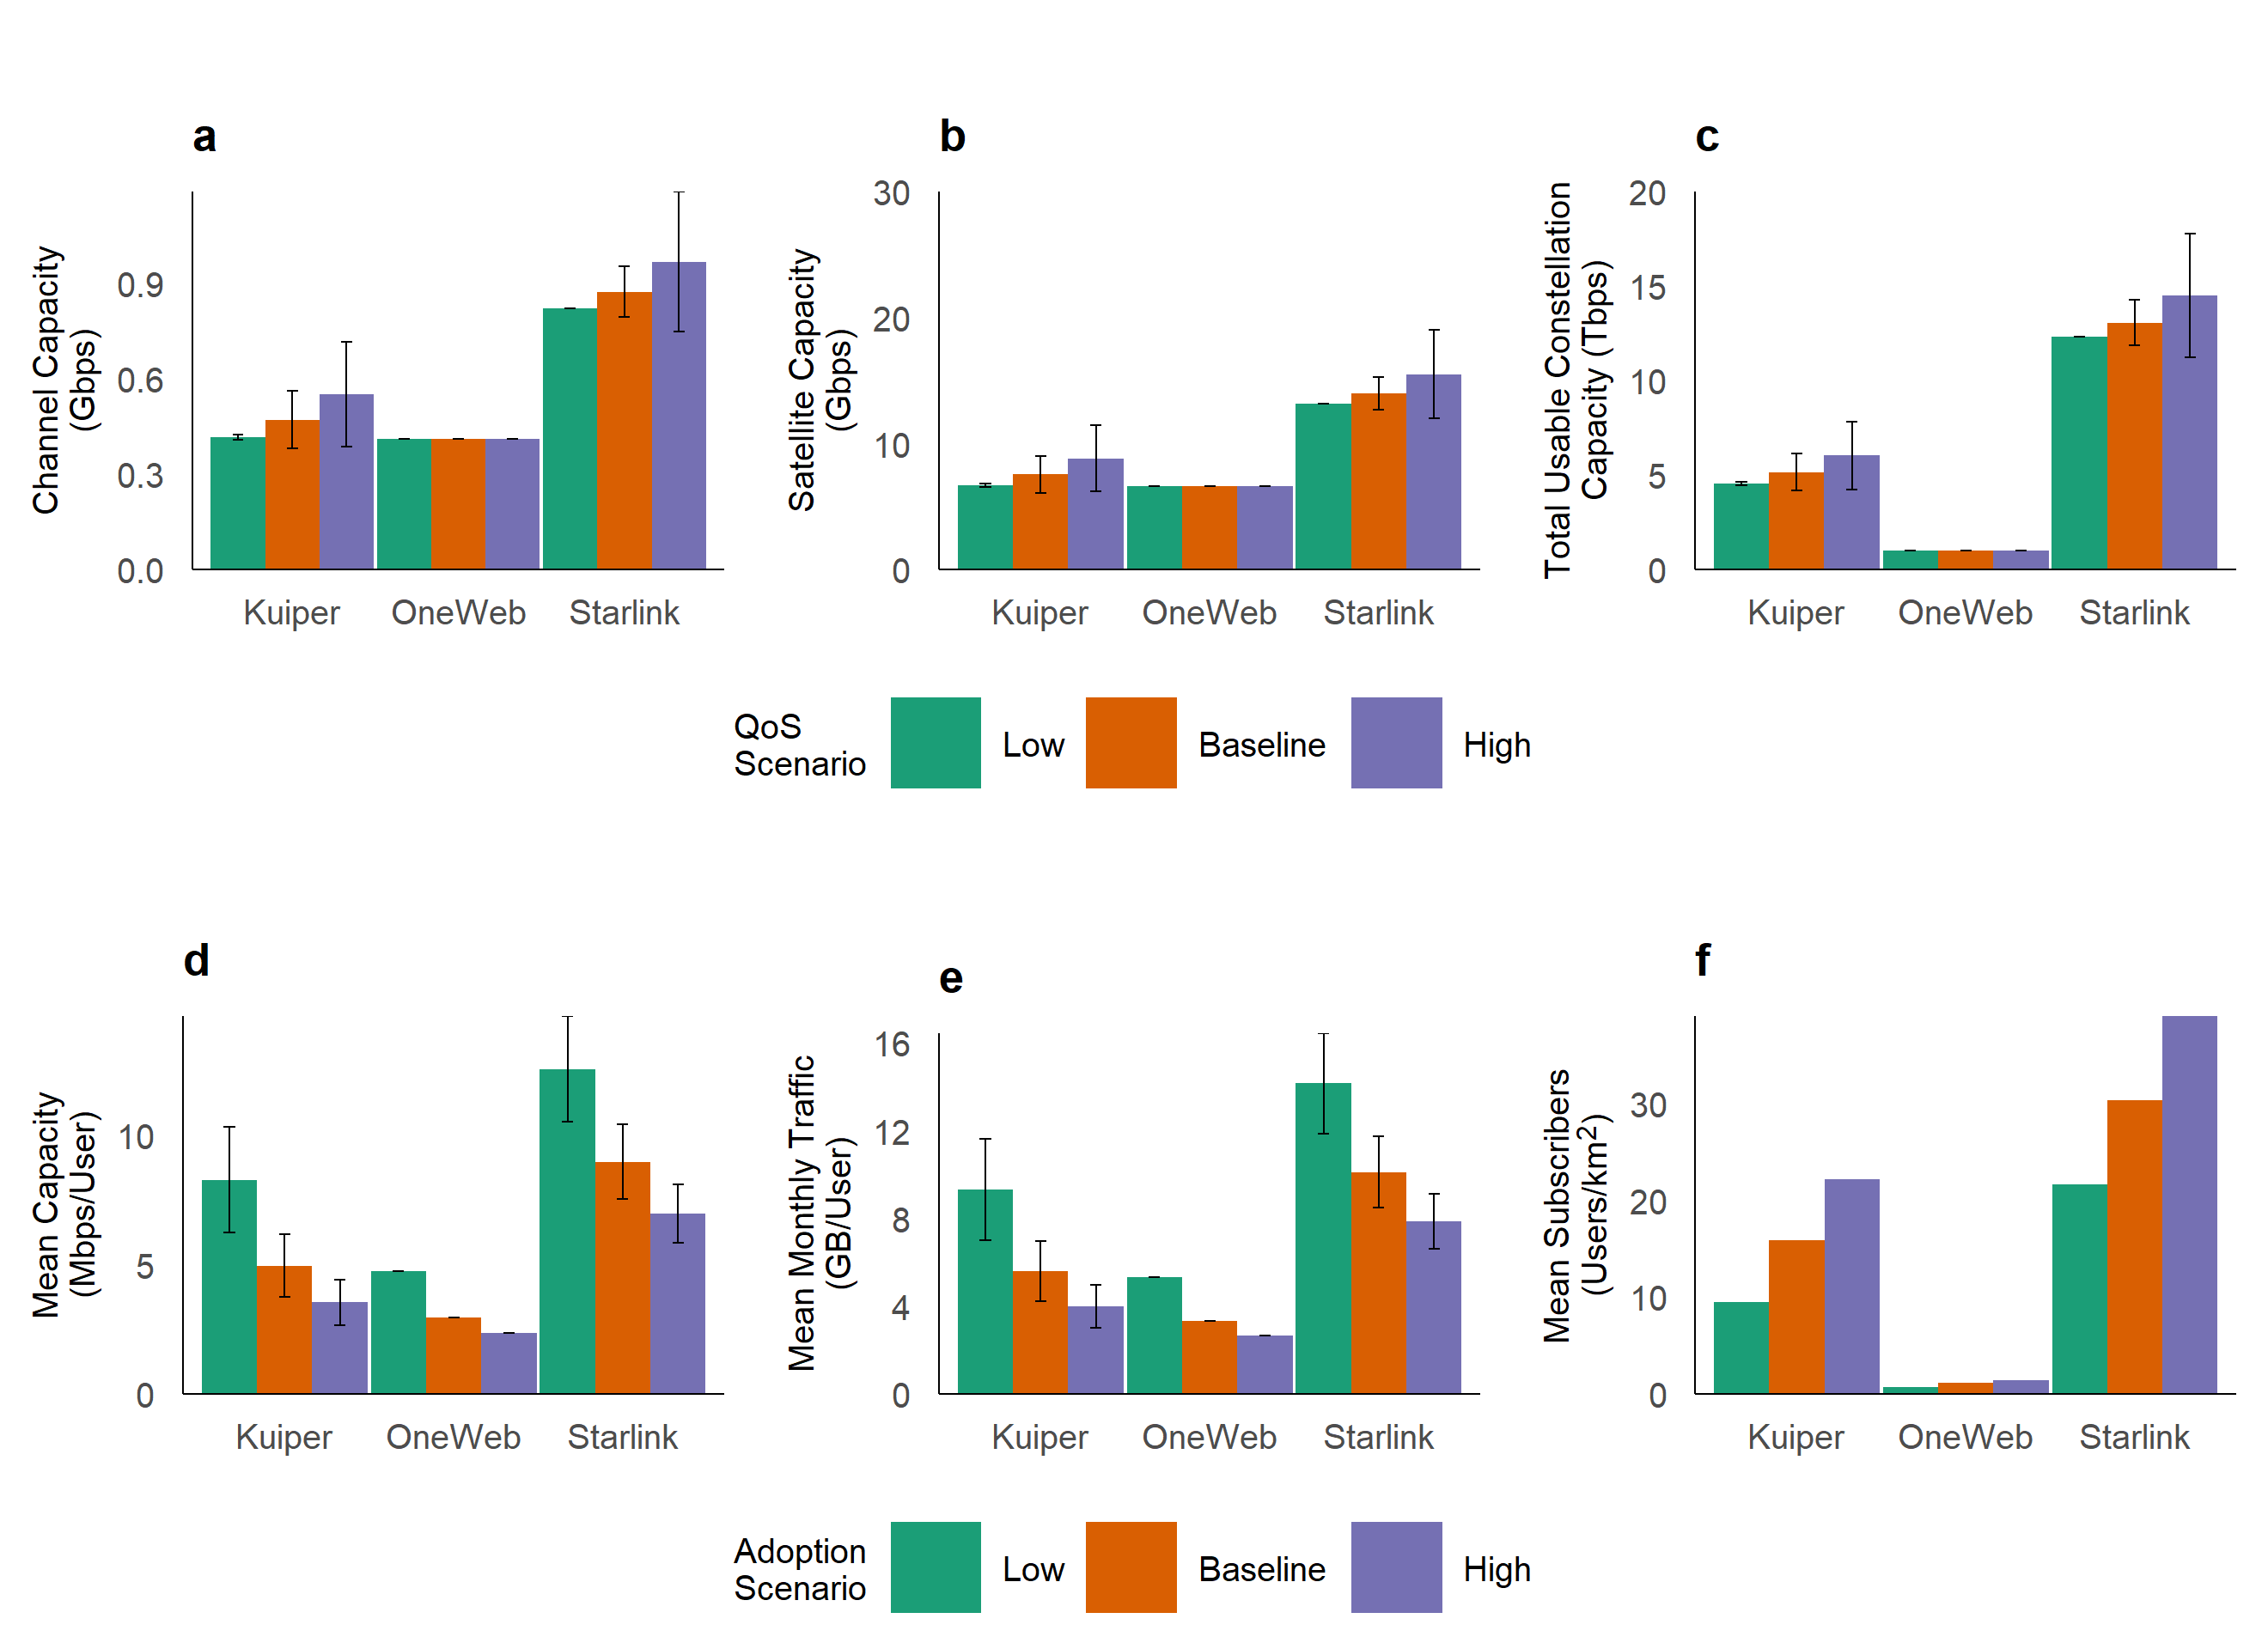 a
b
c
Channel Capacity
(Gbps)
0.9
0.6
0.3
0.0
Kuiper OneWeb Starlink
Satellite Capacity
(Gbps)
30
20
10
0
Kuiper OneWeb Starlink
Total Usable Constellation
Capacity (Tbps)
20
15
10
5
0
Kuiper OneWeb Starlink
QoS
Scenario
Low
Baseline
High
d
e
f
Mean Capacity
(Mbps/User)
10
5
0
Kuiper OneWeb Starlink
Mean Monthly Traffic
(GB/User)
16
12
8
4
0
Kuiper OneWeb Starlink
Mean Subscribers
(Users/km²)
30
20
10
0
Kuiper OneWeb Starlink
Adoption
Scenario
Low
Baseline
High